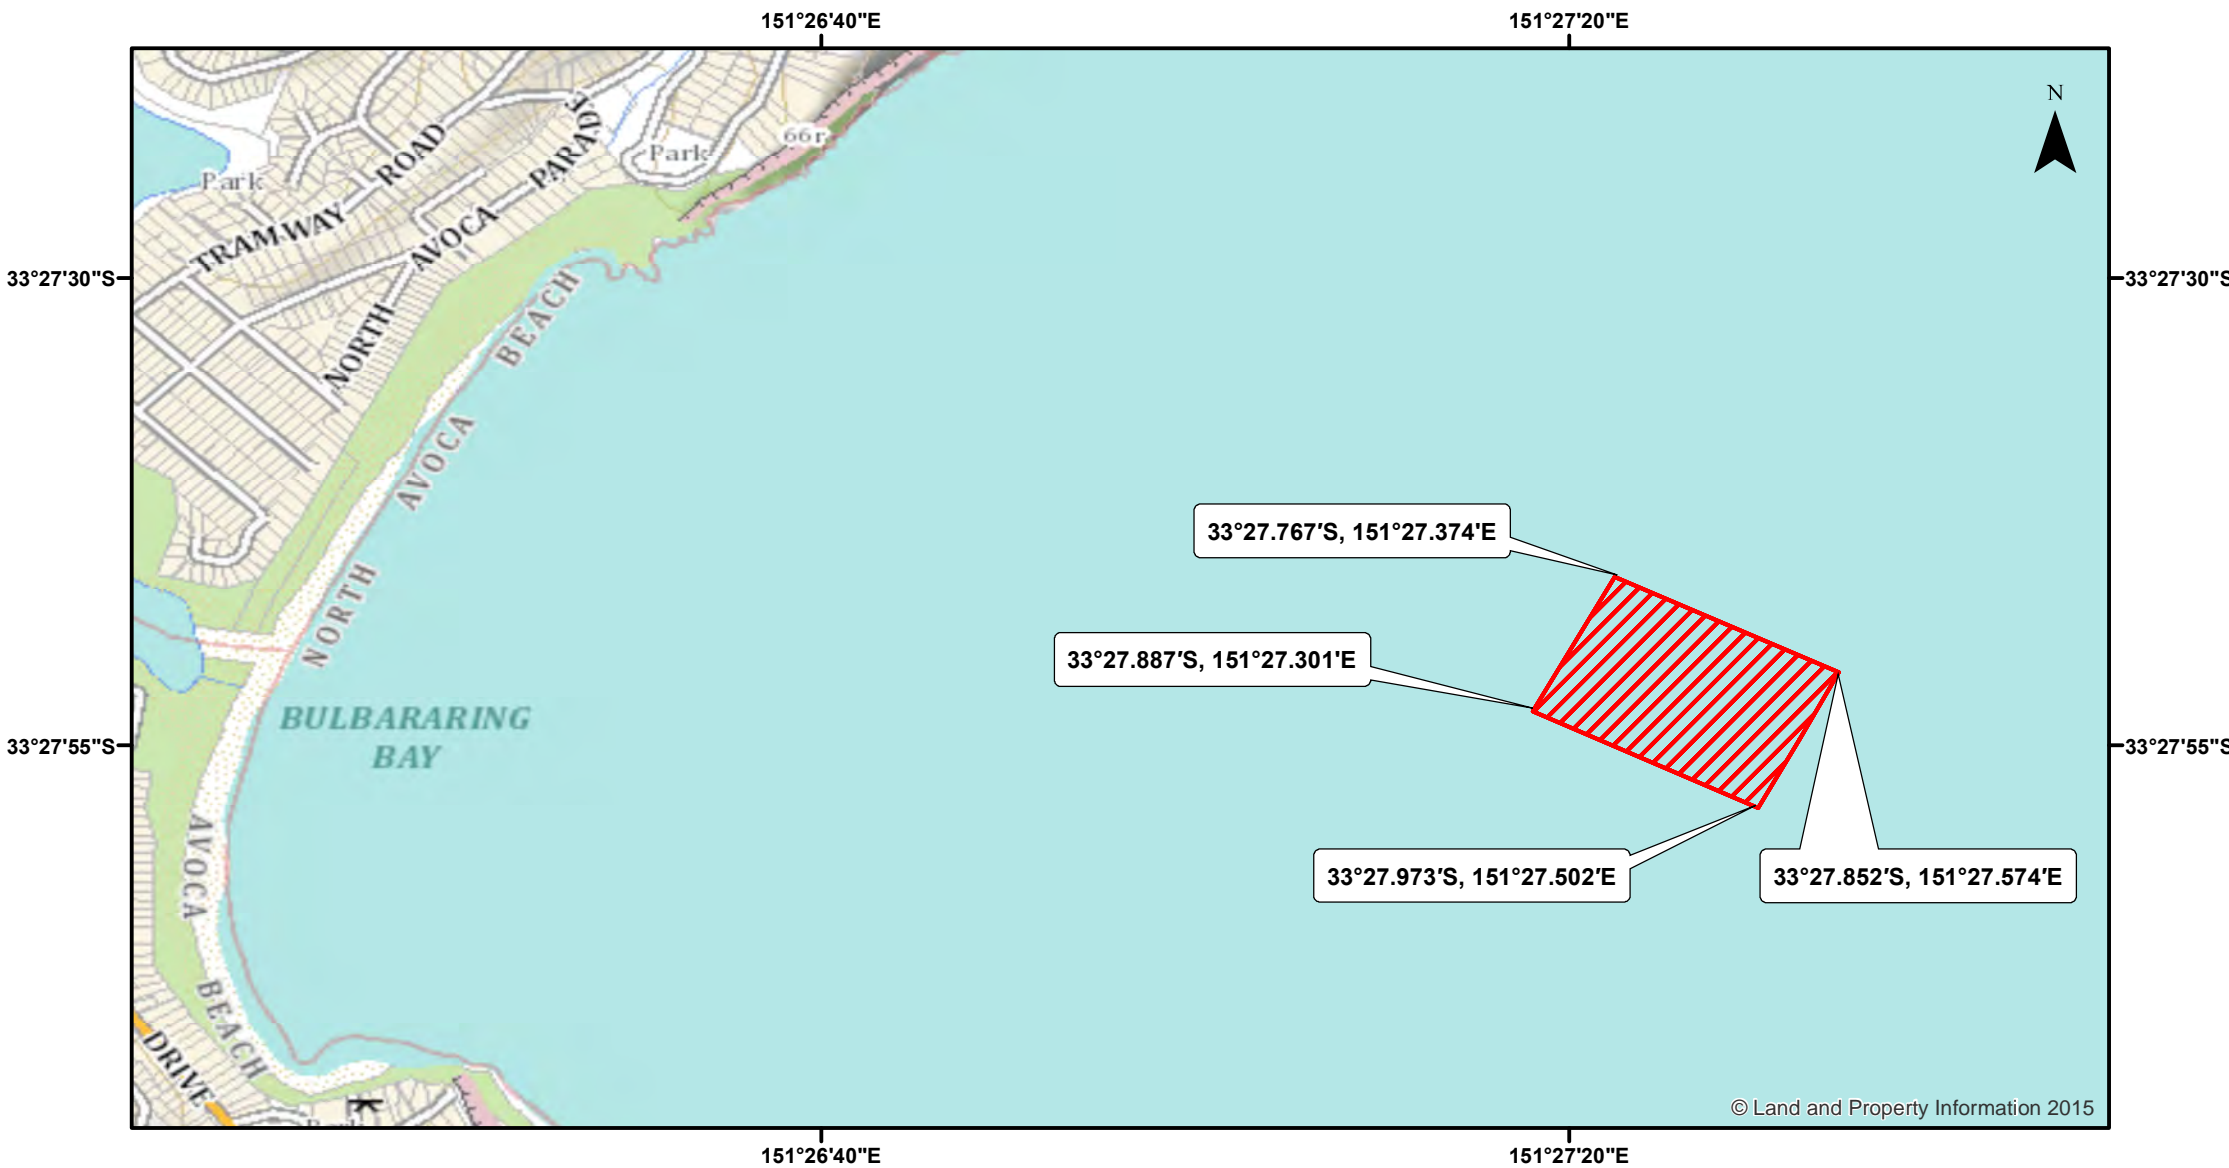 151°26'40"E
151°27'20"E
N
66r
Park
Park
TRAMWAY ROAD
NORTH AVOCA PARADE
33°27'30"S
33°27'30"S
NORTH AVOCA BEACH
33°27.767'S, 151°27.374'E
33°27.887'S, 151°27.301'E
BULBARARING
BAY
33°27'55"S
33°27'55"S
33°27.973'S, 151°27.502'E
33°27.852'S, 151°27.574'E
AVOCA BEACH
DRIVE
K
© Land and Property Information 2015
151°26'40"E
151°27'20"E